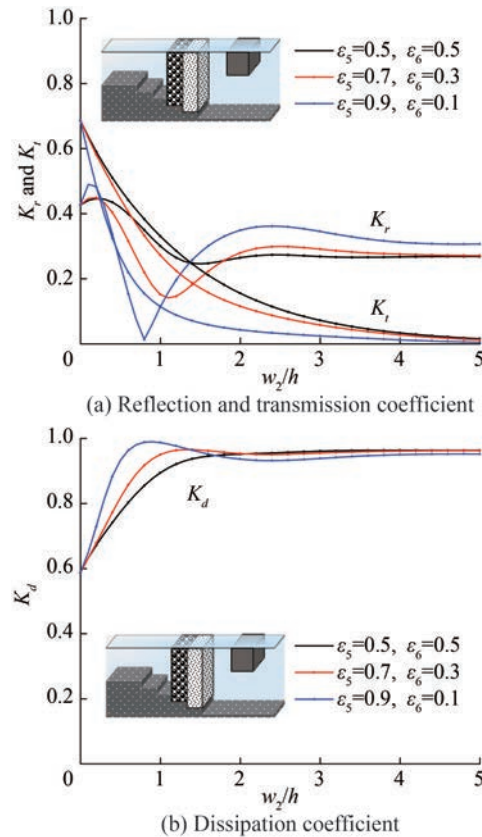 1.0
0.8
0.6
0.4
0.2
0
K_r and K_t
ε_5=0.5, ε_6=0.5
ε_5=0.7, ε_6=0.3
ε_5=0.9, ε_6=0.1
K_r
K_t
0 1 2 3 4 5
w_2/h
(a) Reflection and transmission coefficient
1.0
0.8
0.6
0.4
0.2
0
K_d
K_d
ε_5=0.5, ε_6=0.5
ε_5=0.7, ε_6=0.3
ε_5=0.9, ε_6=0.1
1 2 3 4 5
w_2/h
(b) Dissipation coefficient